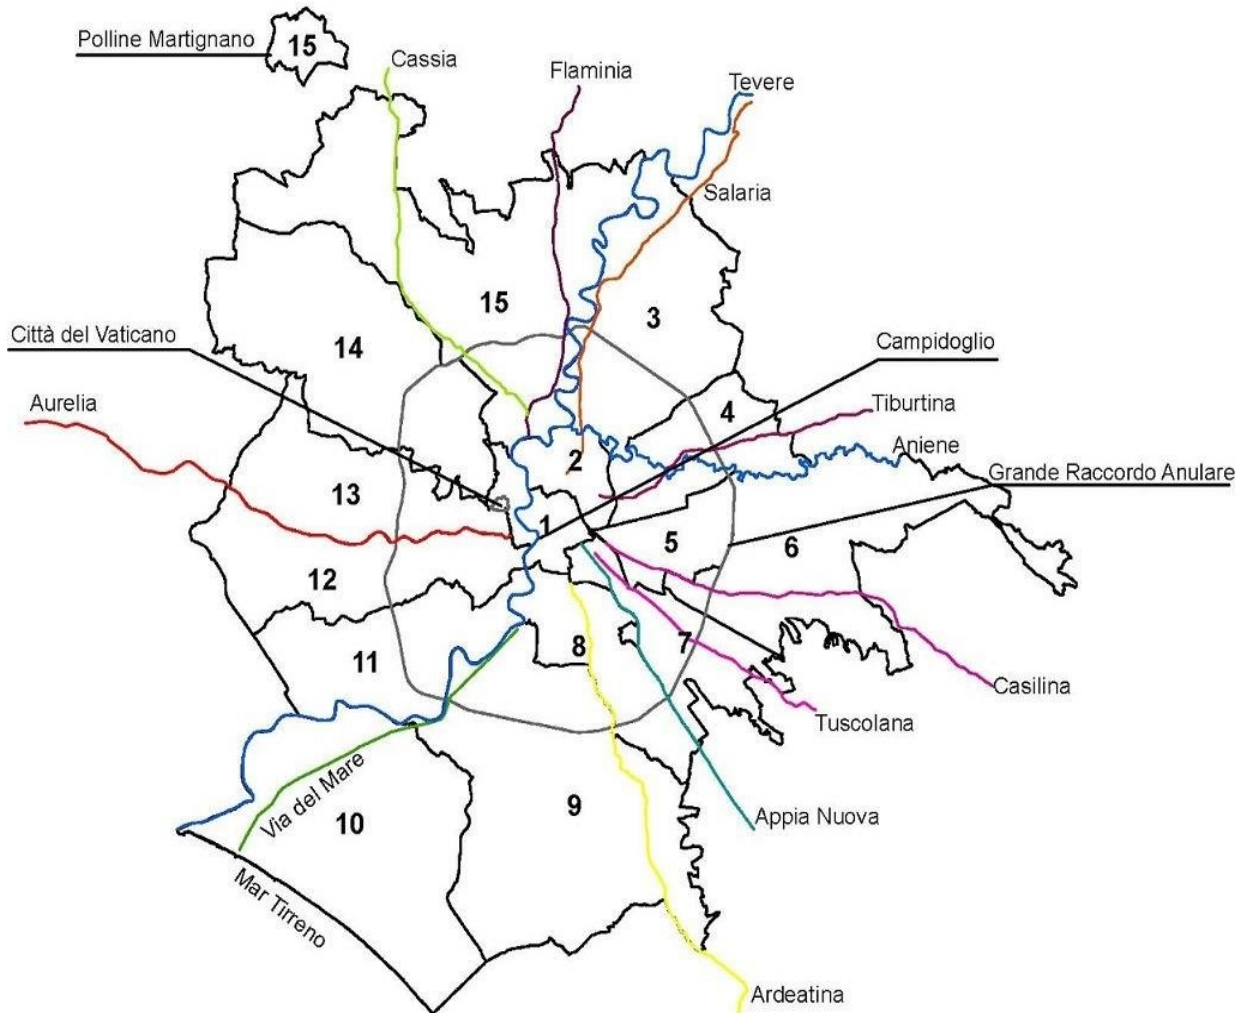 Polline Martignano
15
Cassia
Flaminia
Tevere
Salaria
15
3
Città del Vaticano
14
Campidoglio
Aurelia
4
Tiburtina
Aniene
2
Grande Raccordo Anulare
13
1
5
6
12
8
7
11
Casilina
Tuscolana
Via del Mare
9
10
Appia Nuova
Mar Tirreno
Ardeatina